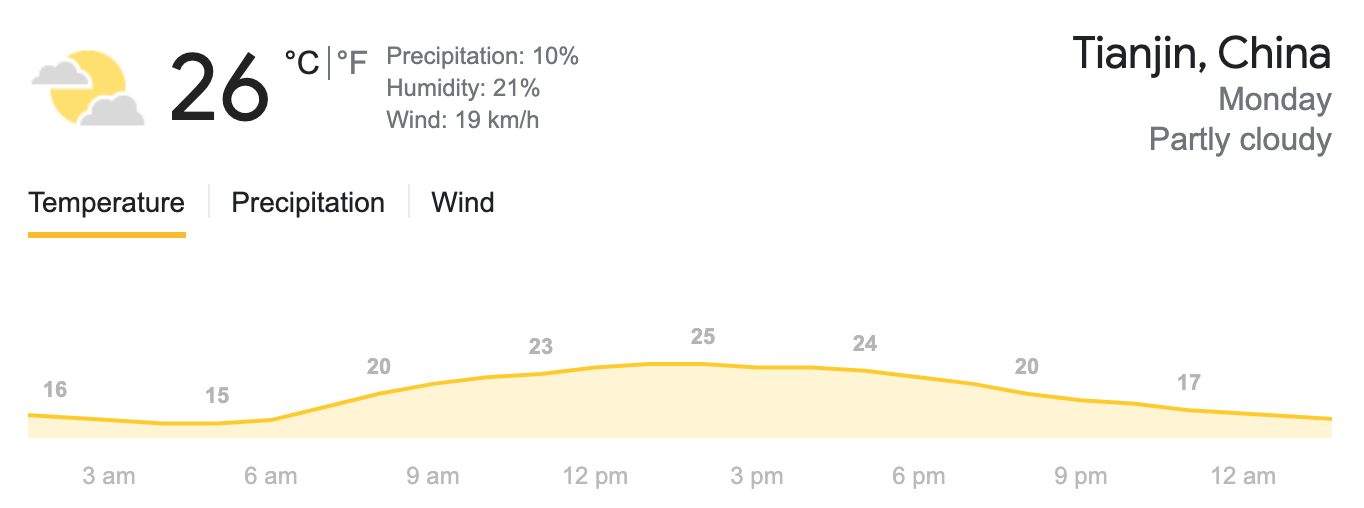 26 °C | °F
Precipitation: 10%
Humidity: 21%
Wind: 19 km/h
Tianjin, China
Monday
Partly cloudy
Temperature
Precipitation
Wind
16 15 20 23 25 24 20 17
3 am 6 am 9 am 12 pm 3 pm 6 pm 9 pm 12 am